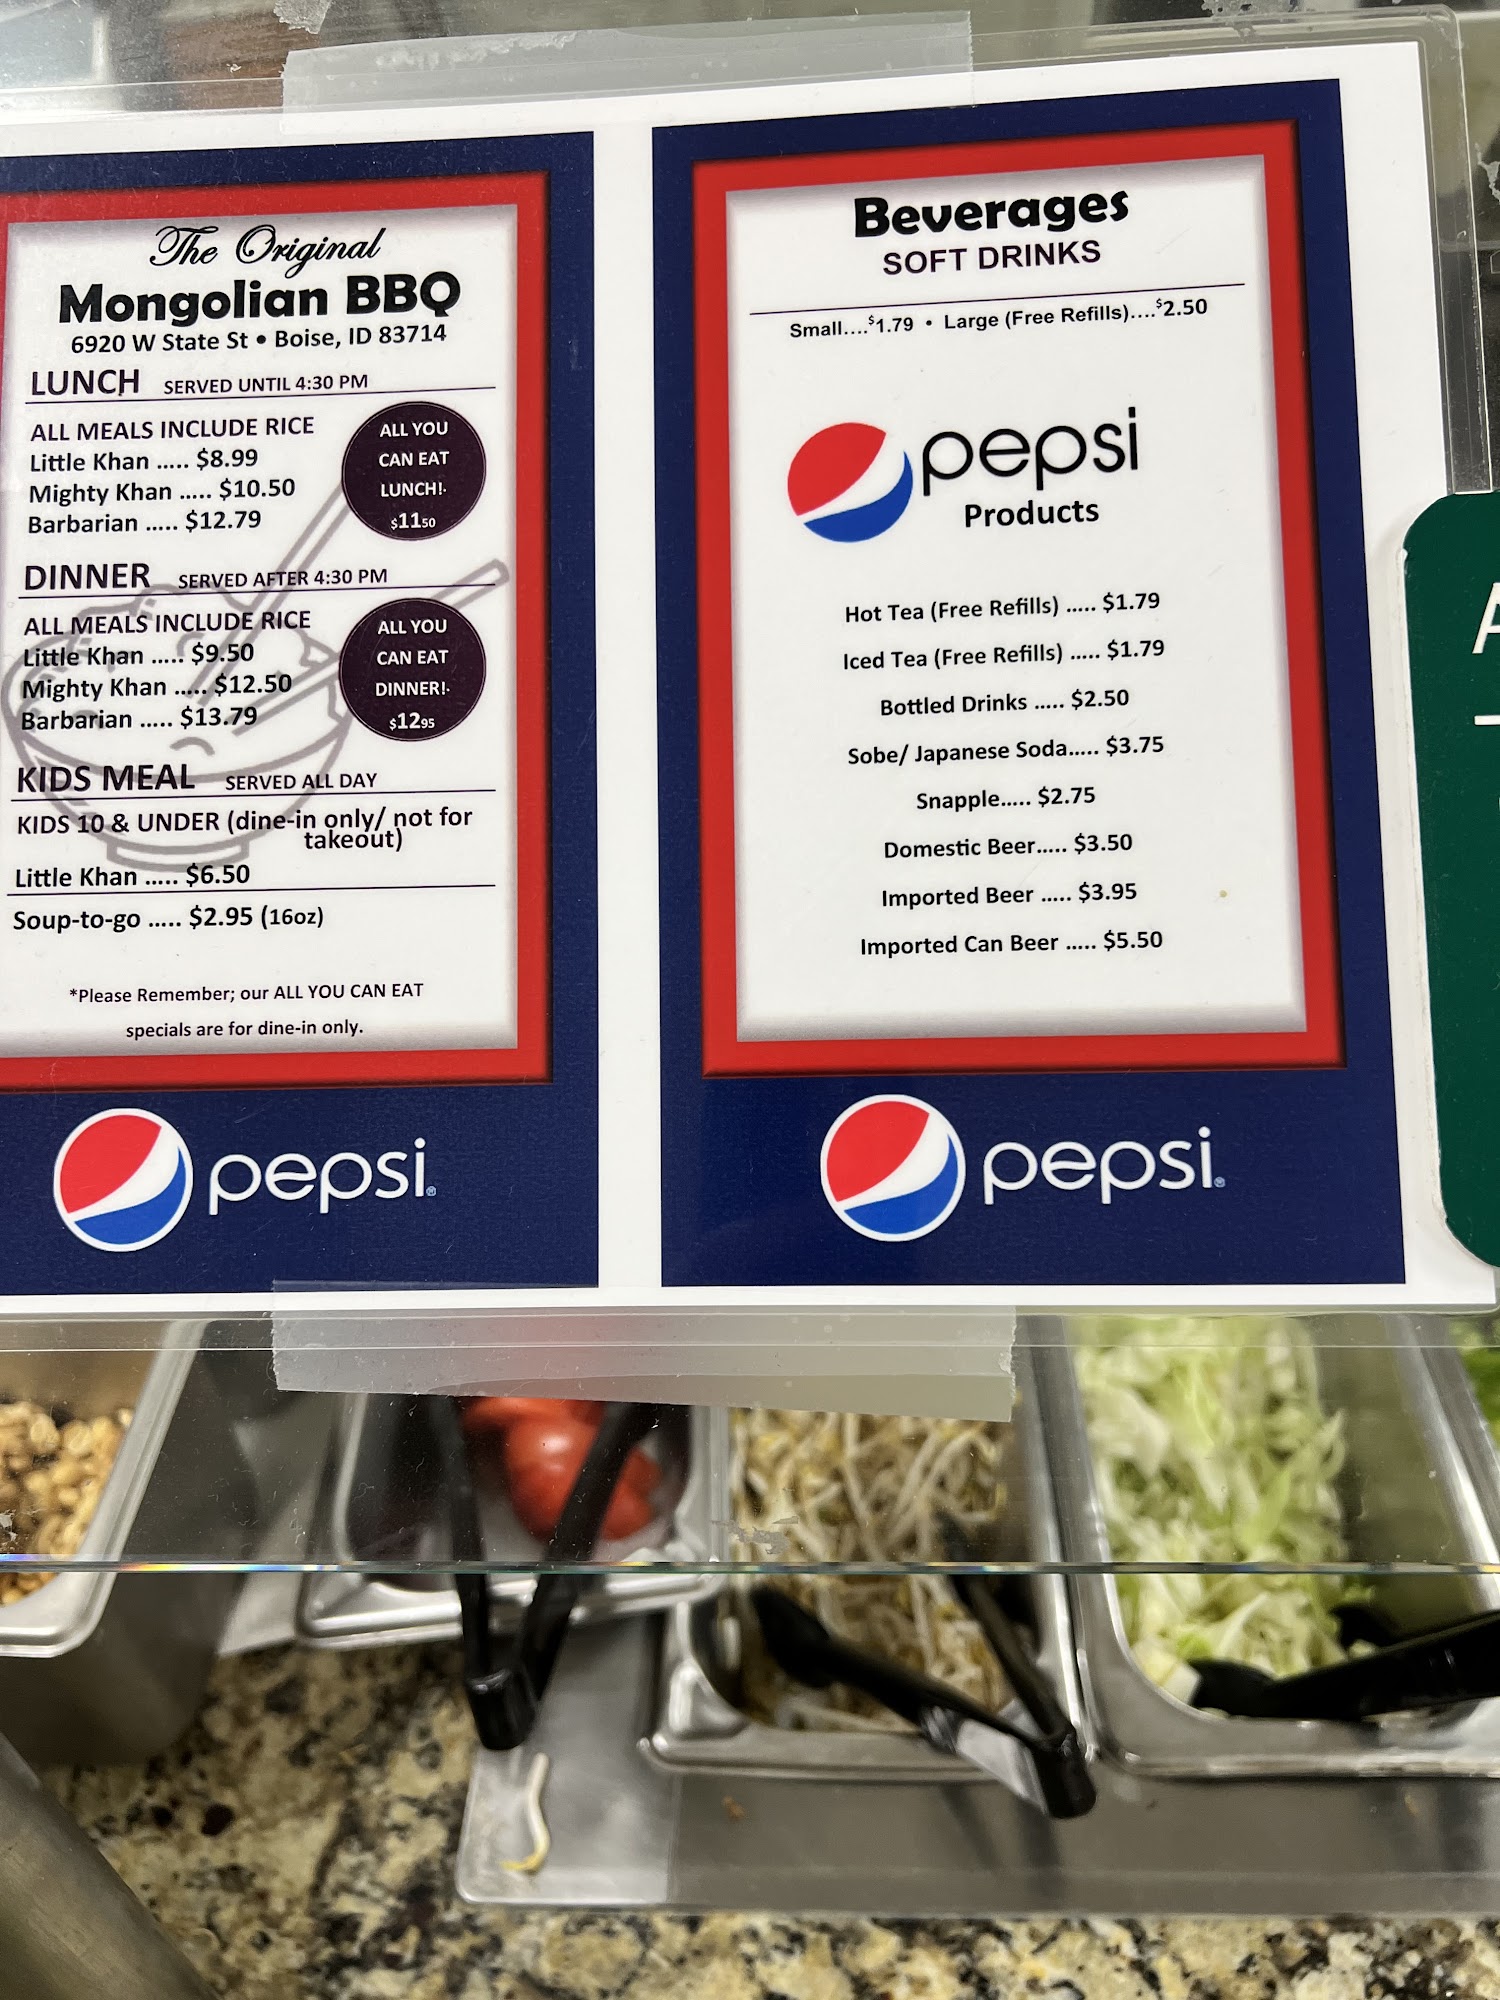 The Original
Mongolian BBQ
6920 W State St • Boise, ID 83714
LUNCH SERVED UNTIL 4:30 PM
ALL MEALS INCLUDE RICE
Little Khan ..... $8.99
Mighty Khan ..... $10.50
Barbarian ..... $12.79
ALL YOU
CAN EAT
LUNCH!
$1150
DINNER SERVED AFTER 4:30 PM
ALL MEALS INCLUDE RICE
Little Khan ..... $9.50
Mighty Khan ..... $12.50
Barbarian ..... $13.79
ALL YOU
CAN EAT
DINNER!
$1295
KIDS MEAL SERVED ALL DAY
KIDS 10 & UNDER (dine-in only/ not for
takeout)
Little Khan ..... $6.50
Soup-to-go ..... $2.95 (16oz)
*Please Remember; our ALL YOU CAN EAT
specials are for dine-in only.
pepsi®
Beverages
SOFT DRINKS
Small....$1.79 • Large (Free Refills)....$2.50
pepsi
Products
Hot Tea (Free Refills) ..... $1.79
Iced Tea (Free Refills) ..... $1.79
Bottled Drinks ..... $2.50
Sobe/ Japanese Soda..... $3.75
Snapple..... $2.75
Domestic Beer..... $3.50
Imported Beer ..... $3.95
Imported Can Beer ..... $5.50
pepsi®